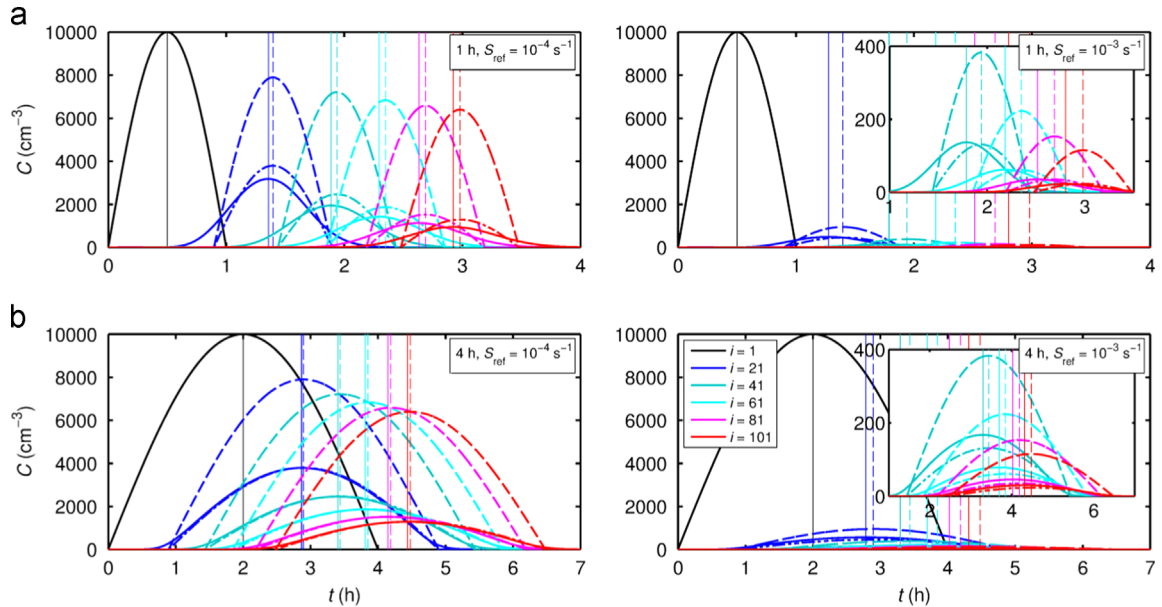 a
10000
8000
6000
4000
2000
0
C (cm⁻³)
0 1 2 3 4
1 h, S_ref = 10⁻⁴ s⁻¹
10000
8000
6000
4000
2000
0
0 1 2 3 4
1 h, S_ref = 10⁻³ s⁻¹
400
200
0
1 2 3
b
10000
8000
6000
4000
2000
0
C (cm⁻³)
0 1 2 3 4 5 6 7
t (h)
4 h, S_ref = 10⁻⁴ s⁻¹
10000
8000
6000
4000
2000
0
0 1 2 3 4 5 6 7
t (h)
i = 1
i = 21
i = 41
i = 61
i = 81
i = 101
4 h, S_ref = 10⁻³ s⁻¹
400
200
0
2 4 6